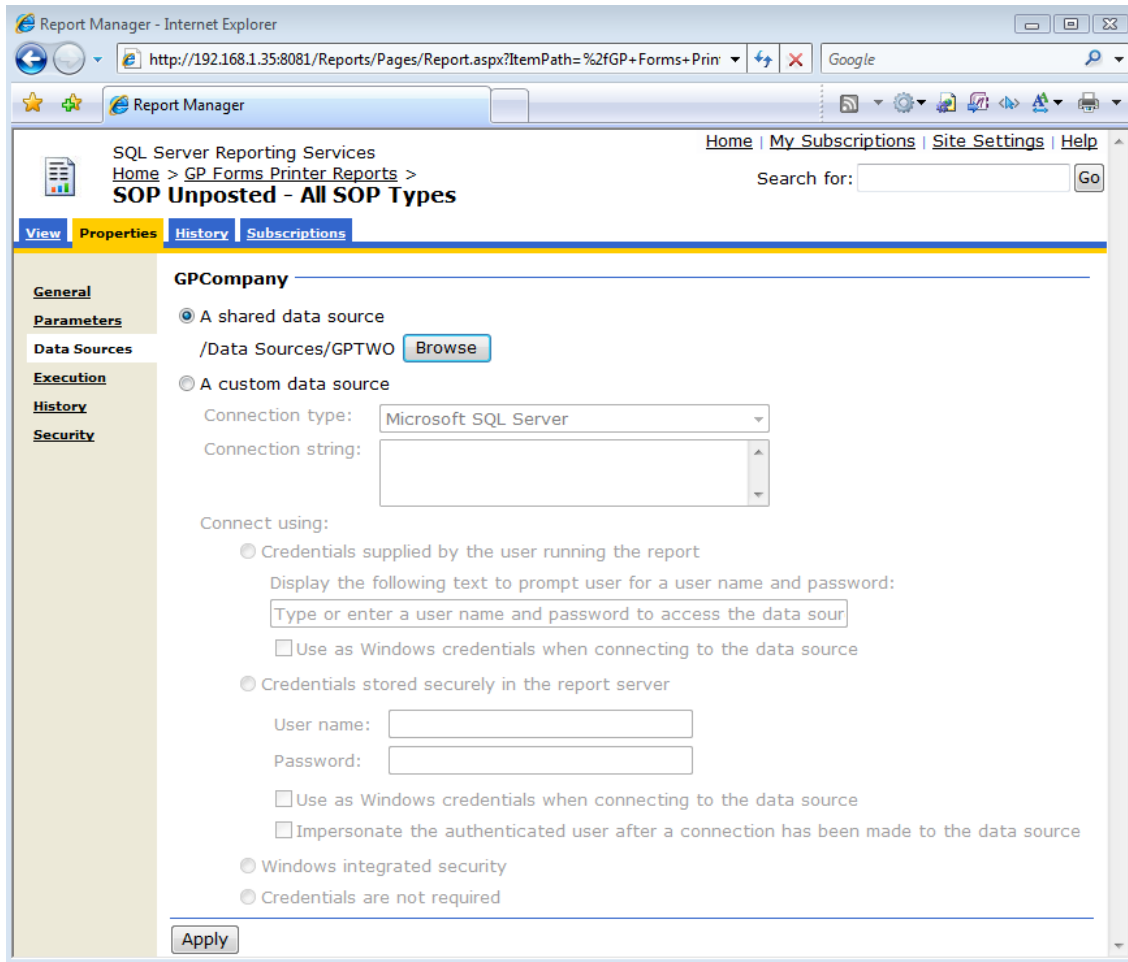 Report Manager - Internet Explorer
http://192.168.1.35:8081/Reports/Pages/Report.aspx?ItemPath=%2fGP+Forms+Prin
Google
Report Manager
Home | My Subscriptions | Site Settings | Help
SQL Server Reporting Services
Home > GP Forms Printer Reports >
SOP Unposted - All SOP Types
Search for:
Go
View Properties History Subscriptions
General
Parameters
Data Sources
Execution
History
Security
GPCompany
A shared data source
/Data Sources/GPTWO Browse
A custom data source
Connection type: Microsoft SQL Server
Connection string:
Connect using:
Credentials supplied by the user running the report
Display the following text to prompt user for a user name and password:
Type or enter a user name and password to access the data sour
Use as Windows credentials when connecting to the data source
Credentials stored securely in the report server
User name:
Password:
Use as Windows credentials when connecting to the data source
Impersonate the authenticated user after a connection has been made to the data source
Windows integrated security
Credentials are not required
Apply